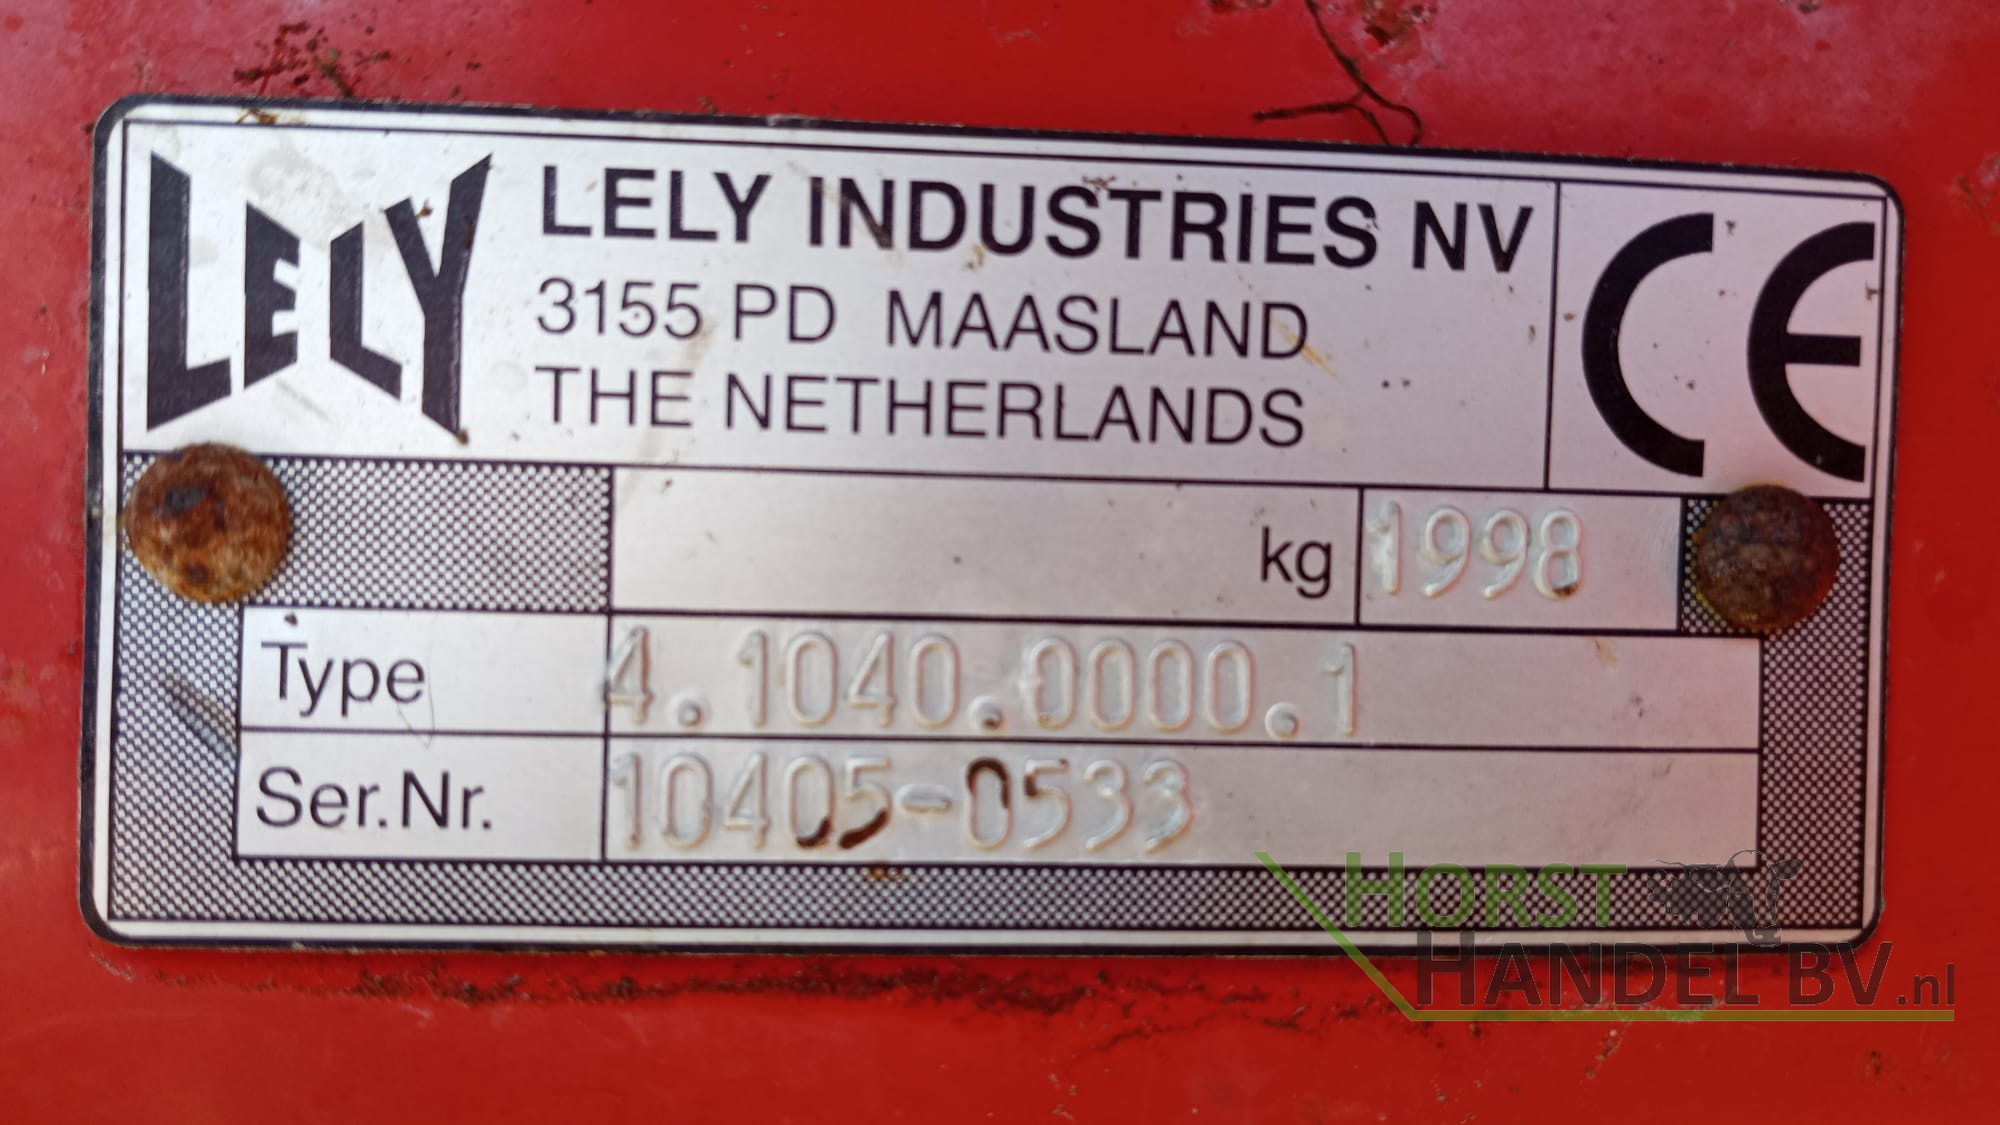 LELY
LELY INDUSTRIES NV
3155 PD MAASLAND
THE NETHERLANDS
CE
kg 1998
Type 4.1040.0000.1
Ser.Nr. 10405-0533
HORST
HANDEL BV.nl